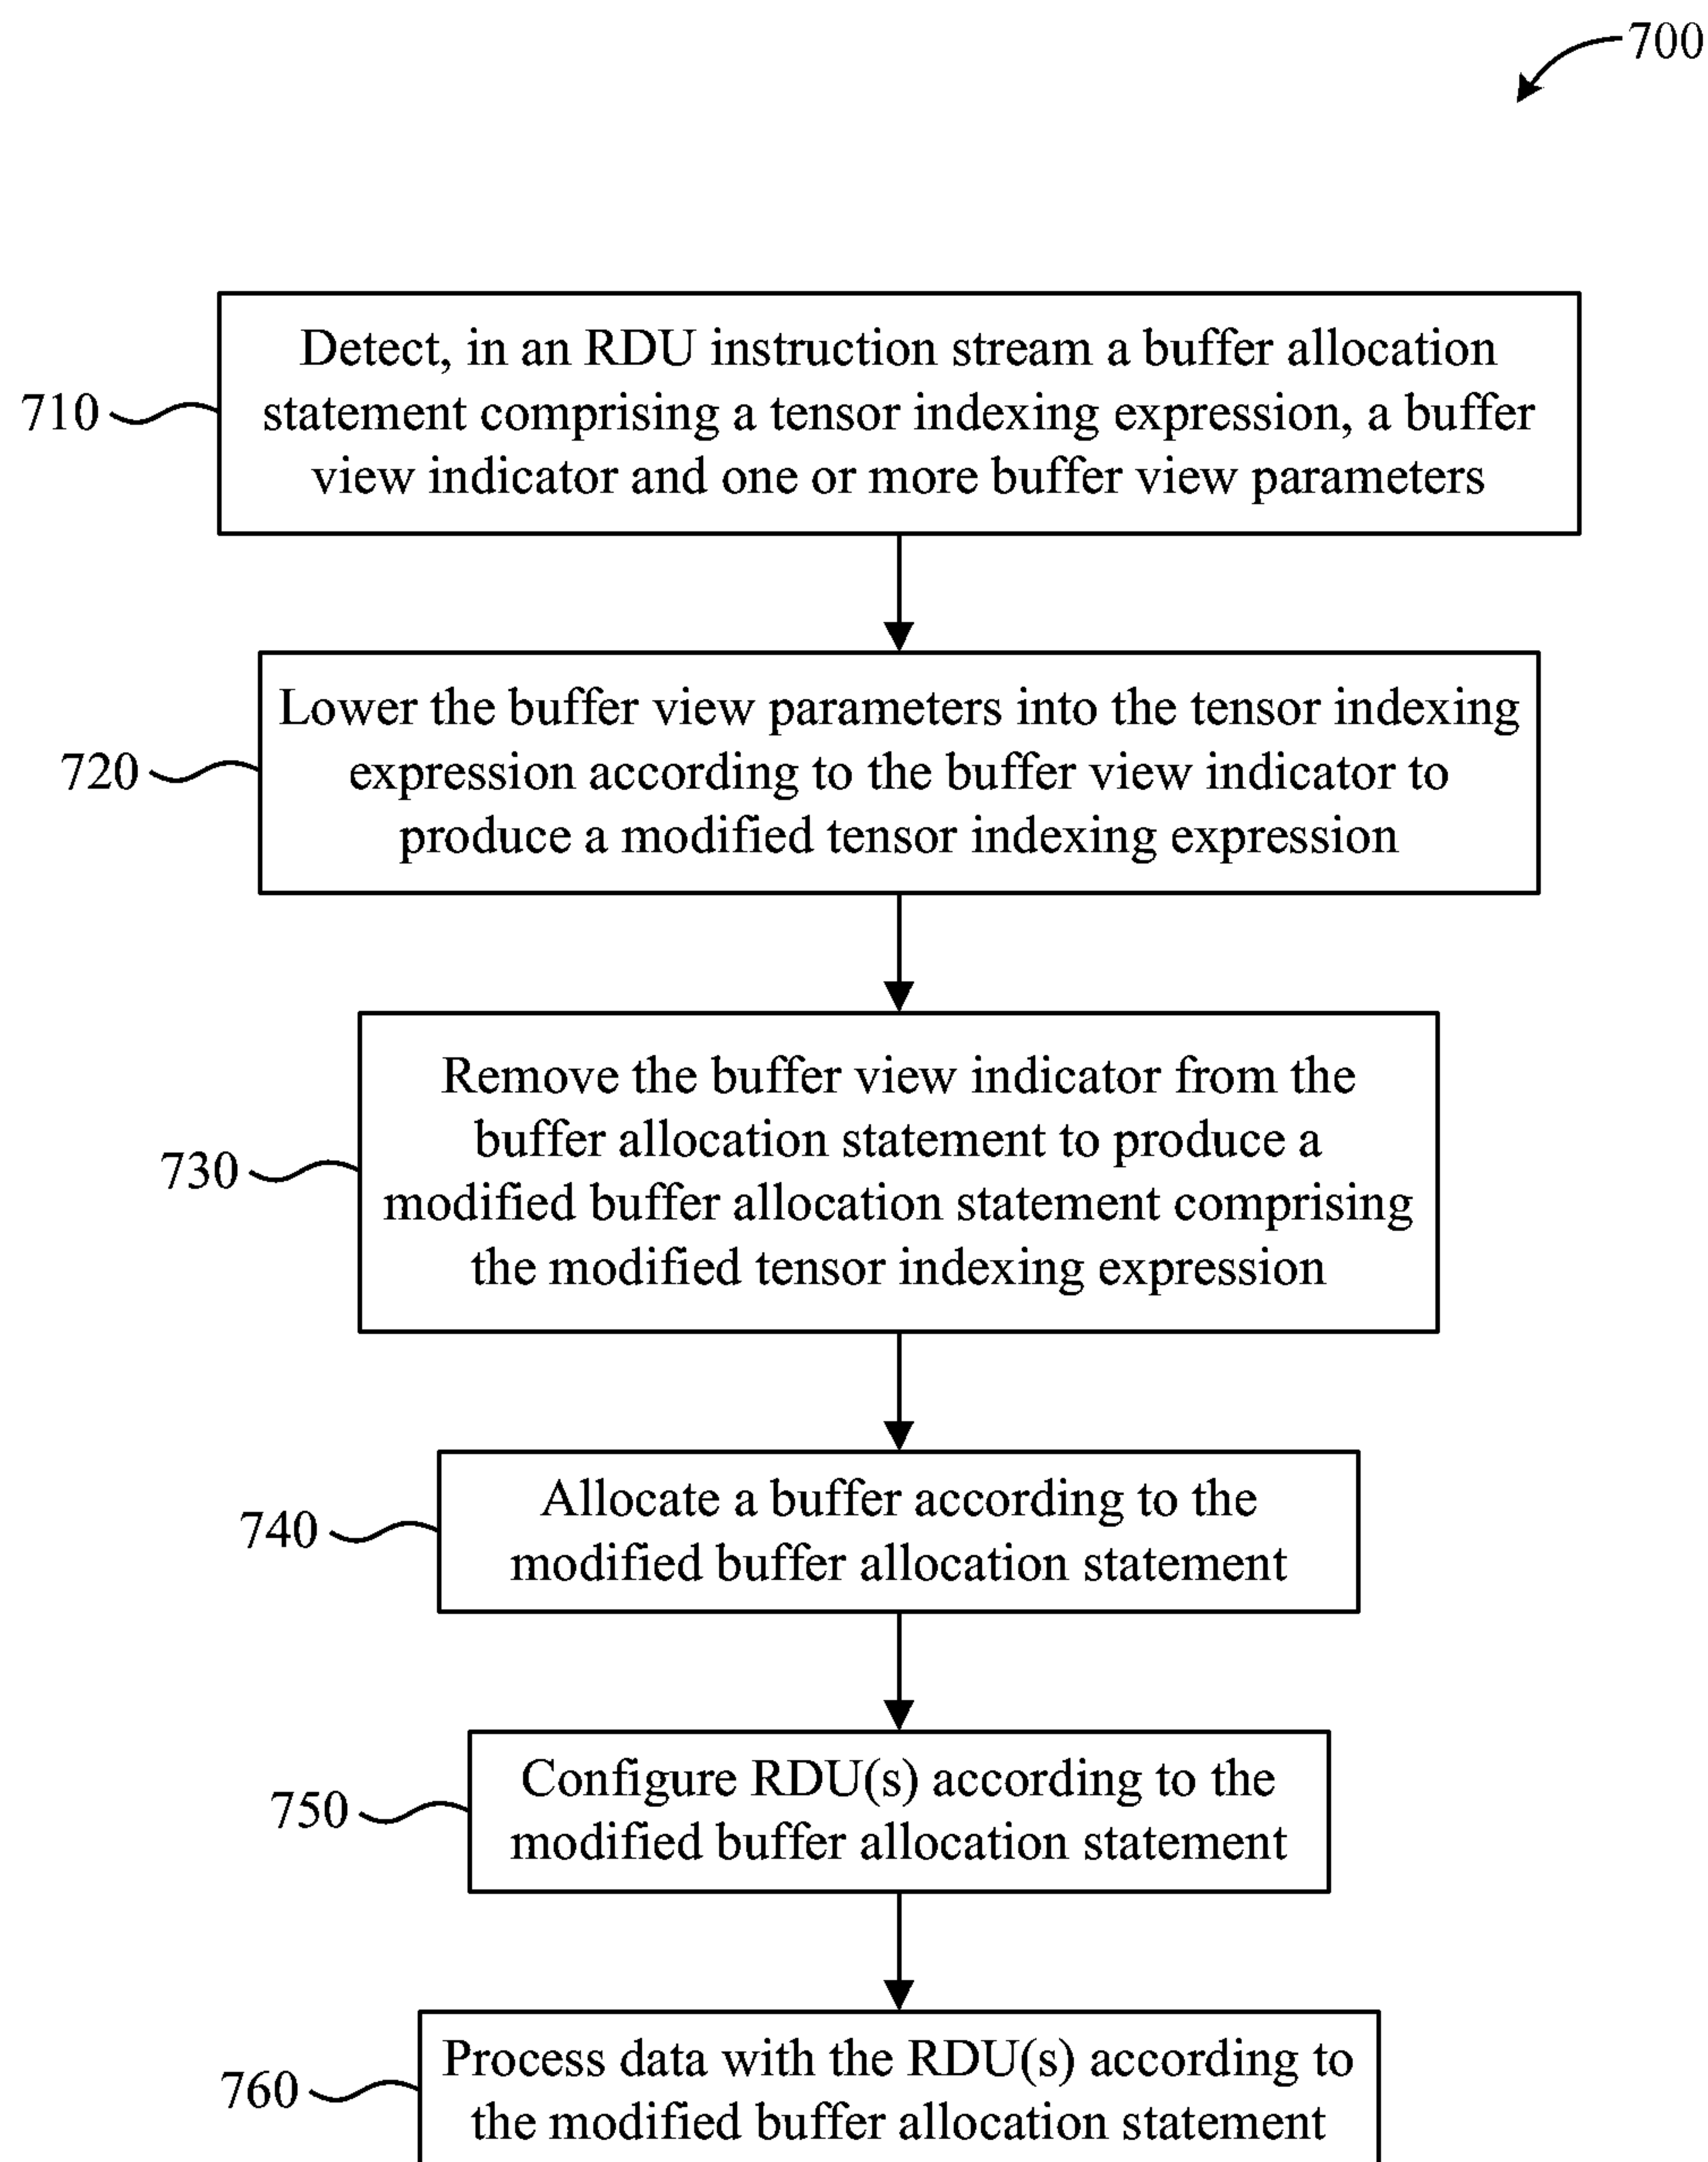 700
Detect, in an RDU instruction stream a buffer allocation
statement comprising a tensor indexing expression, a buffer
view indicator and one or more buffer view parameters
710
Lower the buffer view parameters into the tensor indexing
expression according to the buffer view indicator to
produce a modified tensor indexing expression
720
Remove the buffer view indicator from the
buffer allocation statement to produce a
modified buffer allocation statement comprising
the modified tensor indexing expression
730
Allocate a buffer according to the
modified buffer allocation statement
740
Configure RDU(s) according to the
modified buffer allocation statement
750
Process data with the RDU(s) according to
the modified buffer allocation statement
760